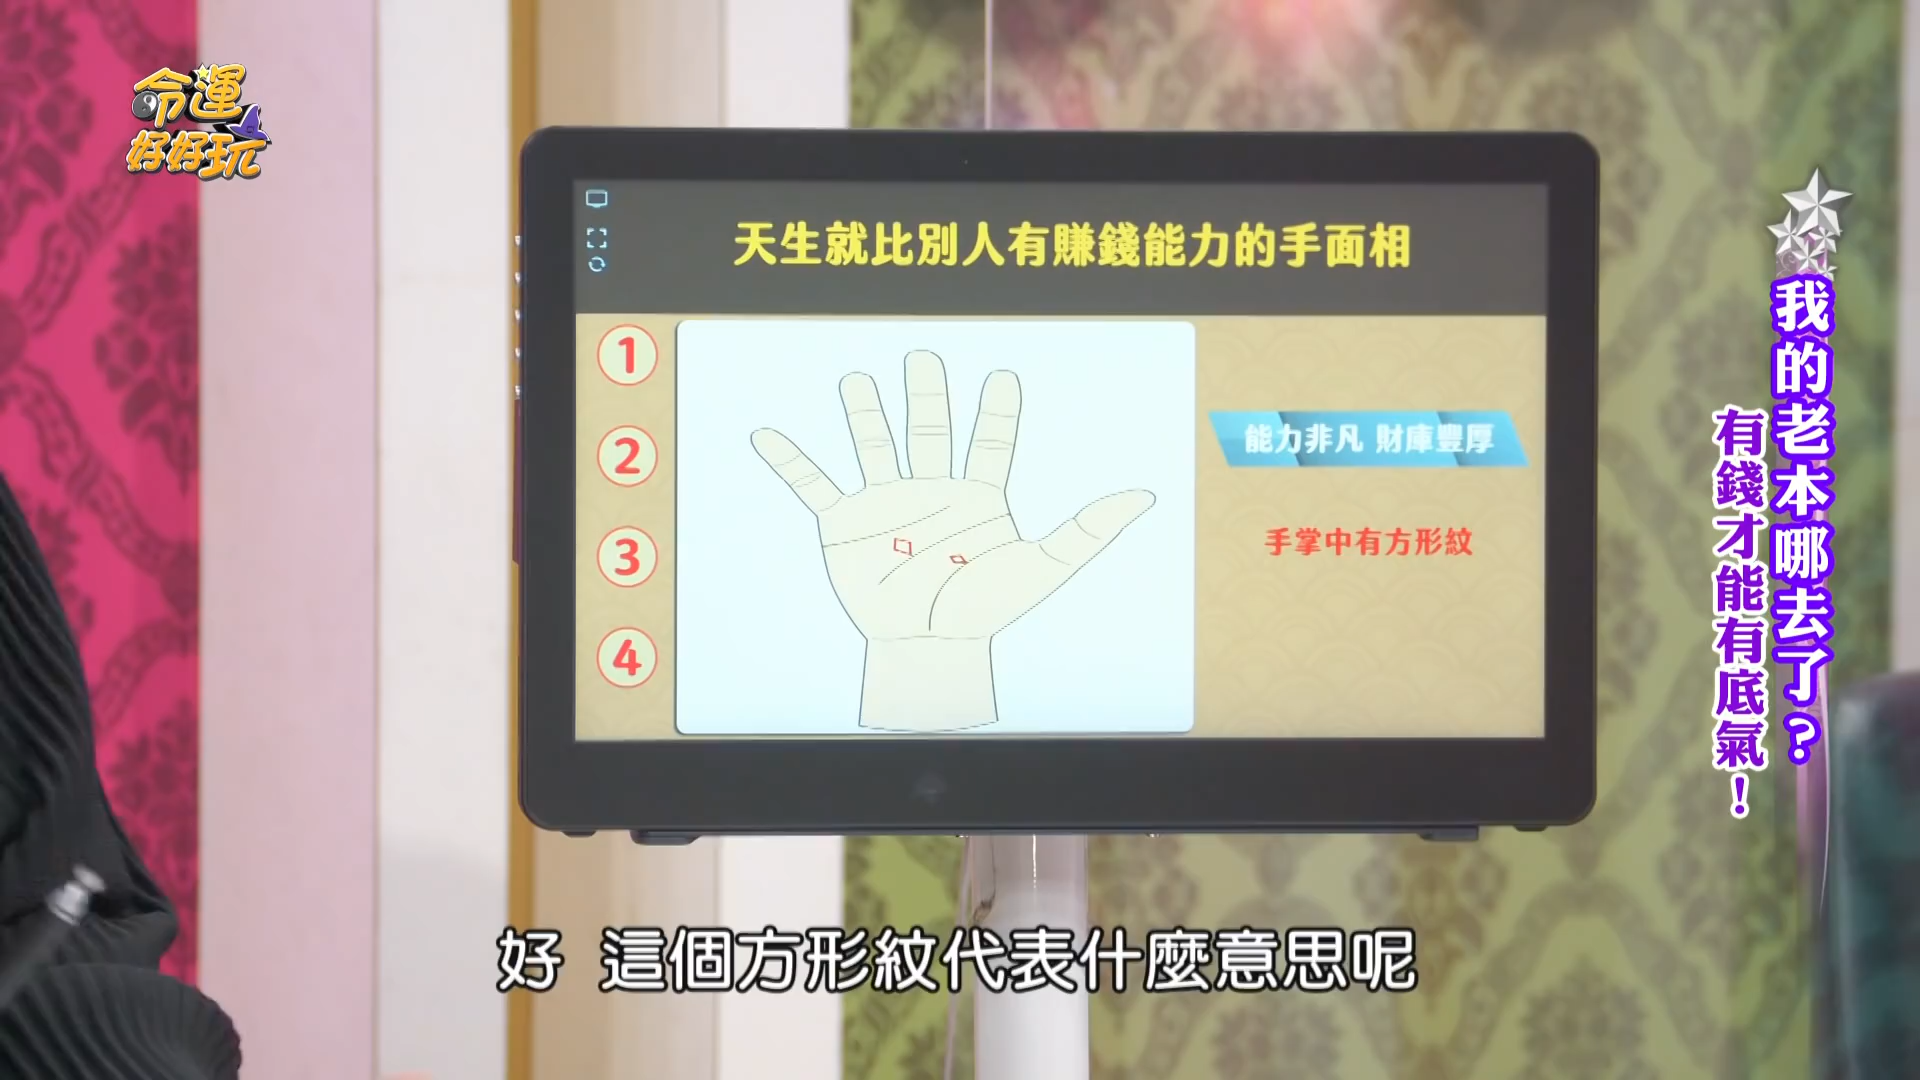 命運
好好玩
天生就比別人有賺錢能力的手面相
1
2
3
4
能力非凡 財庫豐厚
手掌中有方形紋
我的老本哪去了?
有錢才能有底氣!
好 這個方形紋代表什麼意思呢